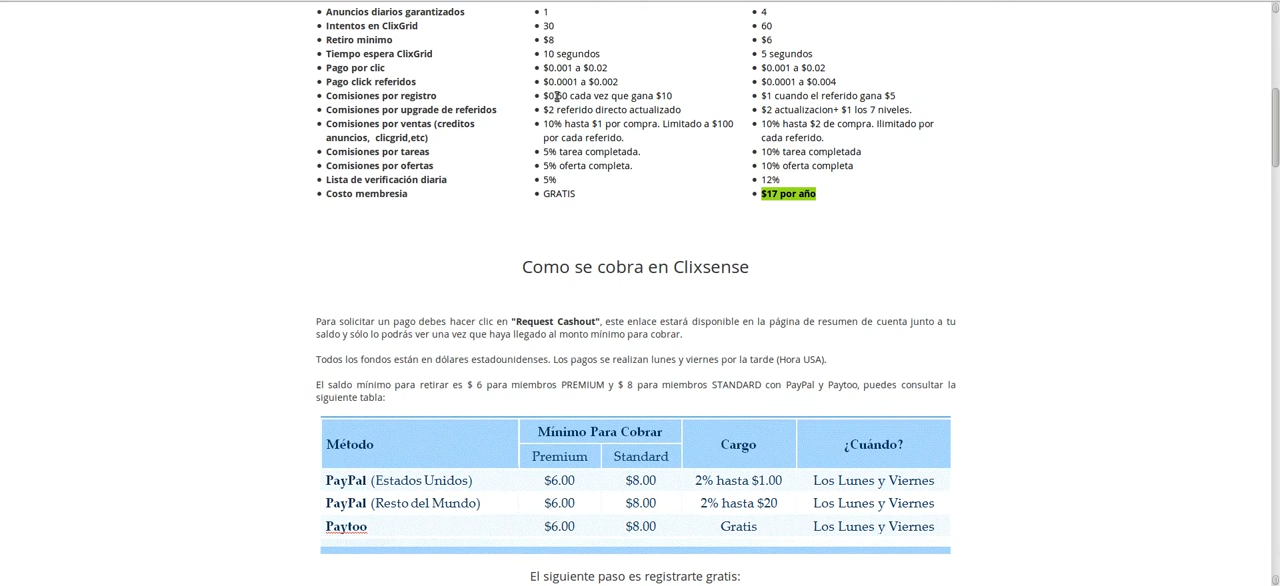 • Anuncios diarios garantizados • 1 • 4
• Intentos en ClixGrid • 30 • 60
• Retiro minimo • $8 • $6
• Tiempo espera ClixGrid • 10 segundos • 5 segundos
• Pago por clic • $0.001 a $0.02 • $0.001 a $0.02
• Pago click referidos • $0.0001 a $0.002 • $0.0001 a $0.004
• Comisiones por registro • cada vez que gana $10 • $1 cuando el referido gana $5
• Comisiones por upgrade de referidos • $2 referido directo actualizado • $2 actualizacion+ $1 los 7 niveles.
• Comisiones por ventas (creditos • 10% hasta $1 por compra. Limitado a $100 • 10% hasta $2 de compra. Ilimitado por
anuncios, clicgrid,etc) por cada referido. cada referido.
• Comisiones por tareas • 5% tarea completada. • 10% tarea completada
• Comisiones por ofertas • 5% oferta completa. • 10% oferta completa
• Lista de verificación diaria • 5% • 12%
• Costo membresia • GRATIS • $17 por año
Como se cobra en Clixsense
Para solicitar un pago debes hacer clic en "Request Cashout", este enlace estará disponible en la página de resumen de cuenta junto a tu
saldo y sólo lo podrás ver una vez que haya llegado al monto mínimo para cobrar.
Todos los fondos están en dólares estadounidenses. Los pagos se realizan lunes y viernes por la tarde (Hora USA).
El saldo mínimo para retirar es $ 6 para miembros PREMIUM y $ 8 para miembros STANDARD con PayPal y Paytoo, puedes consultar la
siguiente tabla:
Método Mínimo Para Cobrar Cargo ¿Cuándo?
Premium Standard
PayPal (Estados Unidos) $6.00 $8.00 2% hasta $1.00 Los Lunes y Viernes
PayPal (Resto del Mundo) $6.00 $8.00 2% hasta $20 Los Lunes y Viernes
Paytoo $6.00 $8.00 Gratis Los Lunes y Viernes
El siguiente paso es registrarte gratis: